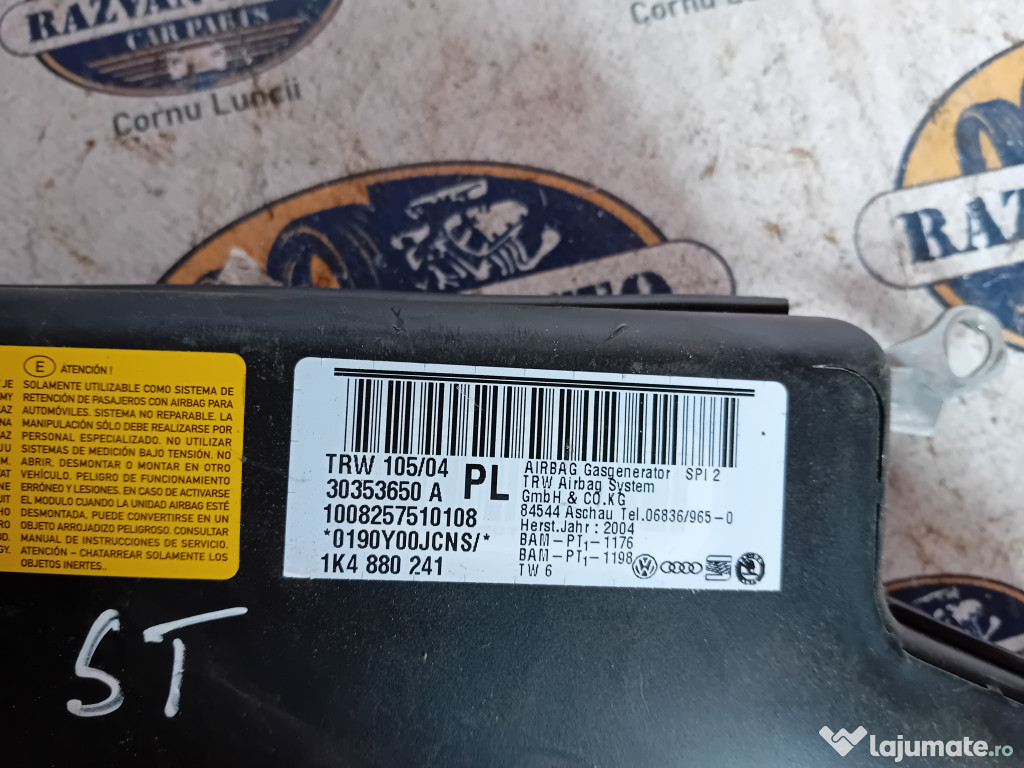 RAZVAN
CAR PARTS
Cornu Luncii
Cornu Luncii
RAZV
E ATENCIÓN !
SOLAMENTE UTILIZABLE COMO SISTEMA DE
RETENCIÓN DE PASAJEROS CON AIRBAG PARA
AUTOMÓVILES. SISTEMA NO REPARABLE. LA
MANIPULACIÓN SÓLO DEBE REALIZARSE POR
PERSONAL ESPECIALIZADO. NO UTILIZAR
SISTEMAS DE MEDICIÓN BAJO TENSIÓN. NO
ABRIR, DESMONTAR O MONTAR EN OTRO
VEHÍCULO. PELIGRO DE FUNCIONAMIENTO
ERRÓNEO Y LESIONES. EN CASO DE ACTIVARSE
EL MODULO CUANDO LA UNIDAD AIRBAG ESTÉ
DESMONTADA, PUEDE CONVERTIRSE EN UN
OBJETO ARROJADIZO PELIGROSO. CONSULTAR
MANUAL DE INSTRUCCIONES DE SERVICIO.
ATENCIÓN – CHATARREAR SOLAMENTE LOS
OBJETOS INERTES..
TRW 105/04
30353650 A PL
1008257510108
*0190Y00JCNS/*
1K4 880 241
AIRBAG Gasgenerator SPI 2
TRW Airbag System
GmbH & CO.KG
84544 Aschau Tel.06836/965-0
Herst.Jahr : 2004
BAM-PT1-1176
BAM-PT1-1198
TW 6
ST
lajumate.ro